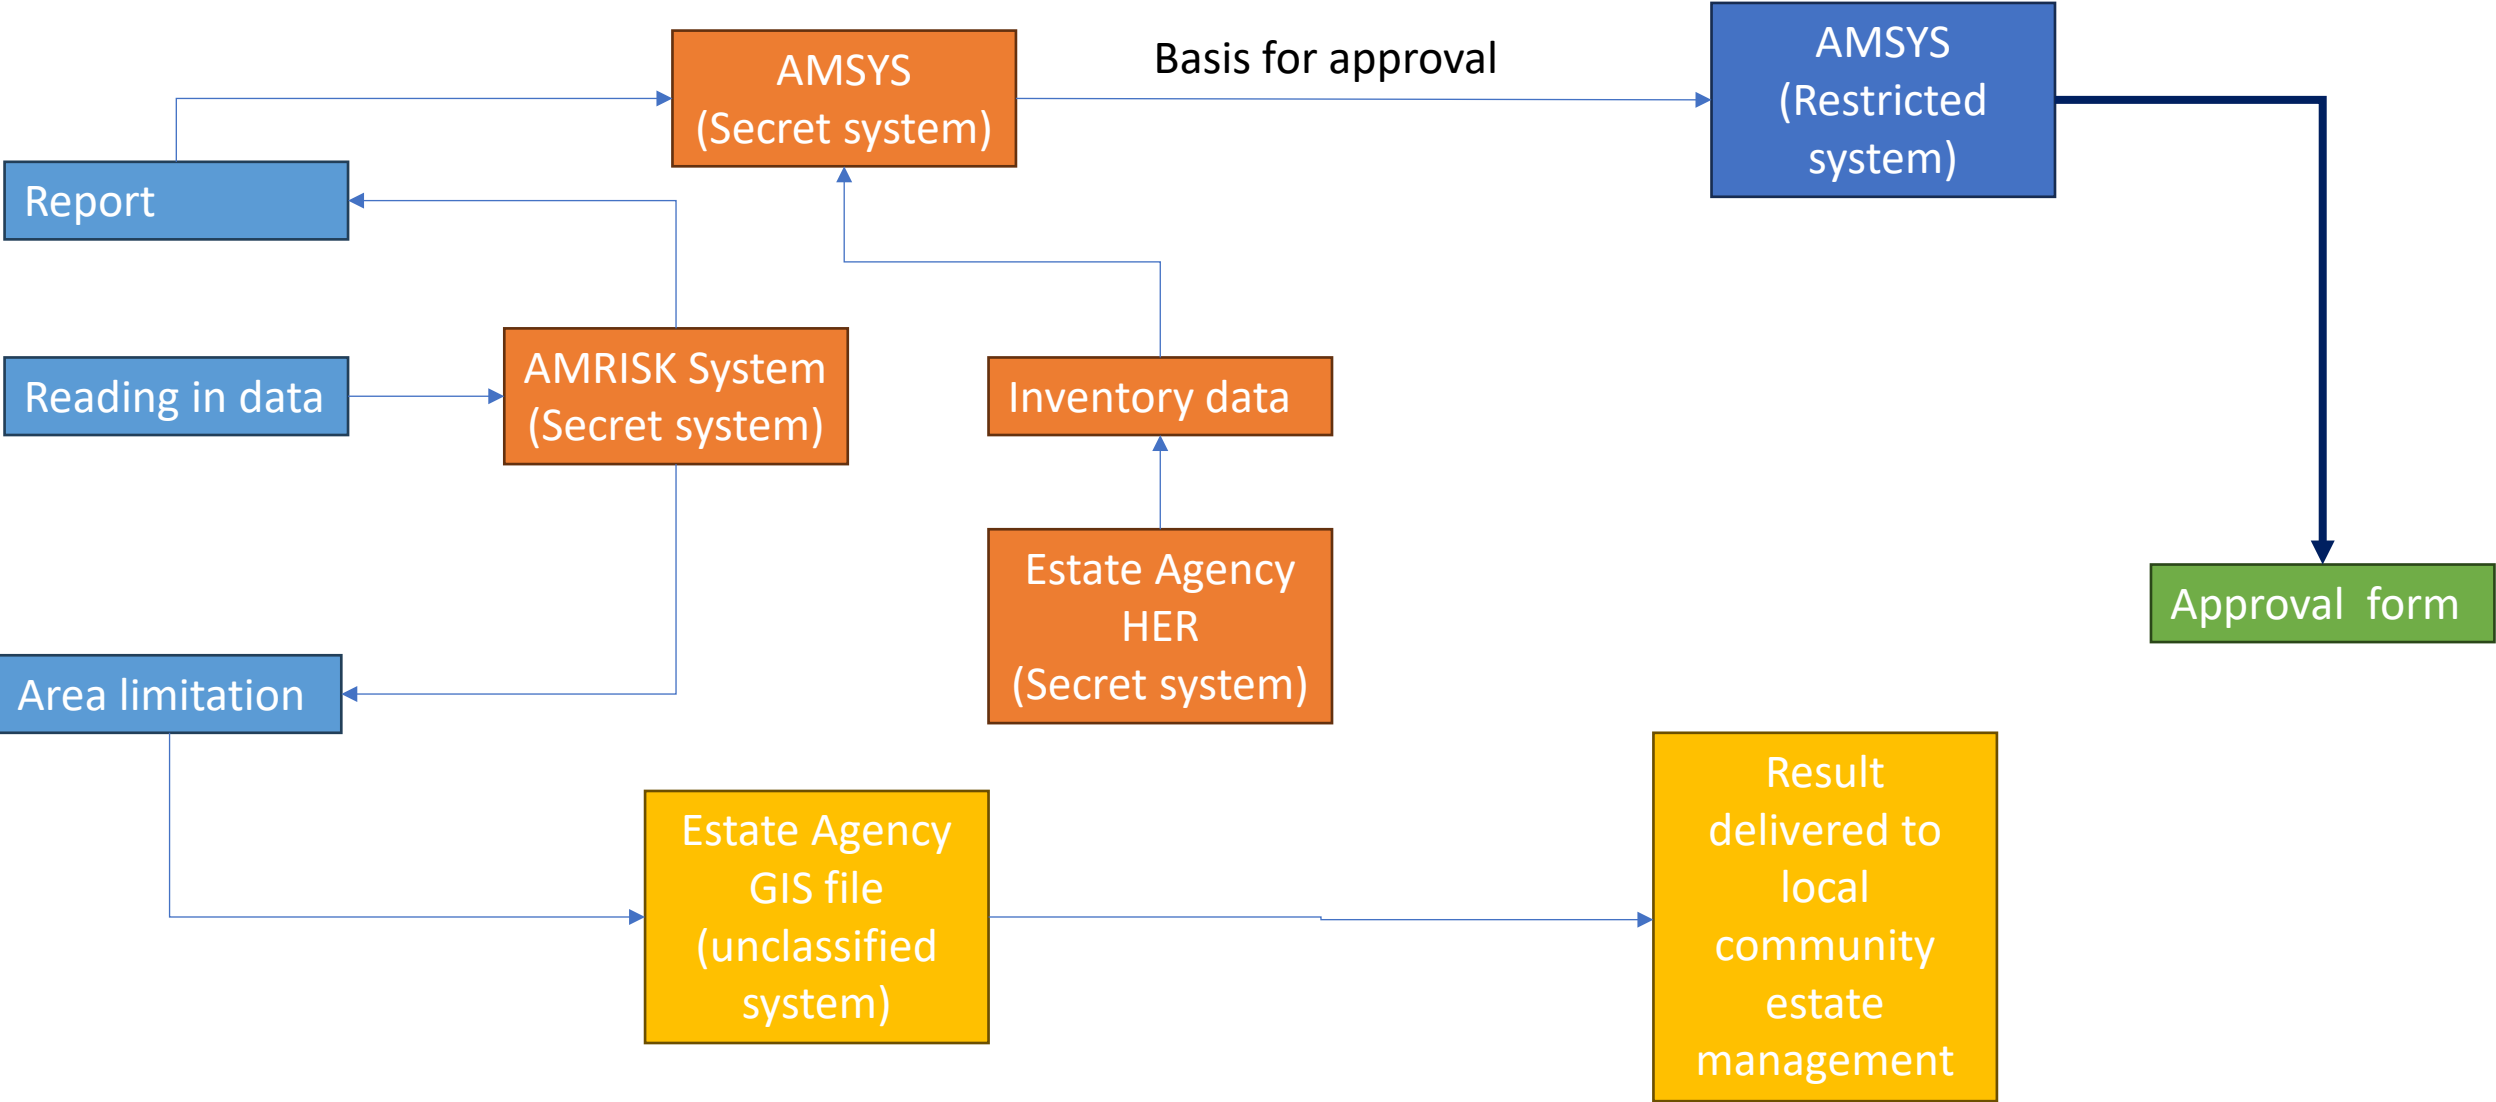 AMSYS
(Secret system)
Basis for approval
AMSYS
(Restricted
system)
Report
Reading in data
AMRISK System
(Secret system)
Inventory data
Estate Agency
HER
(Secret system)
Approval  form
Area limitation
Estate Agency
GIS file
(unclassified
system)
Result
delivered to
local
community
estate
management